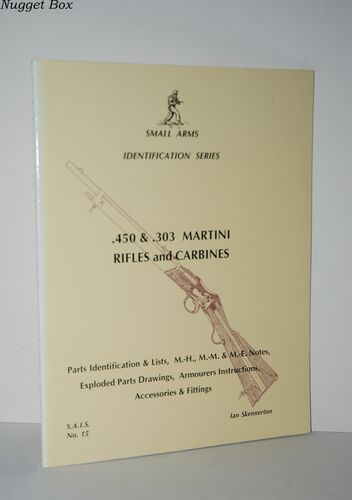 Nugget Box
SMALL ARMS
IDENTIFICATION SERIES
.450 & .303 MARTINI
RIFLES and CARBINES
Parts Identification & Lists, M.-H., M.-M. & M.-E. Notes,
Exploded Parts Drawings, Armourers Instructions,
Accessories & Fittings
S.A.I.S.
No. 15
Ian Skennerton